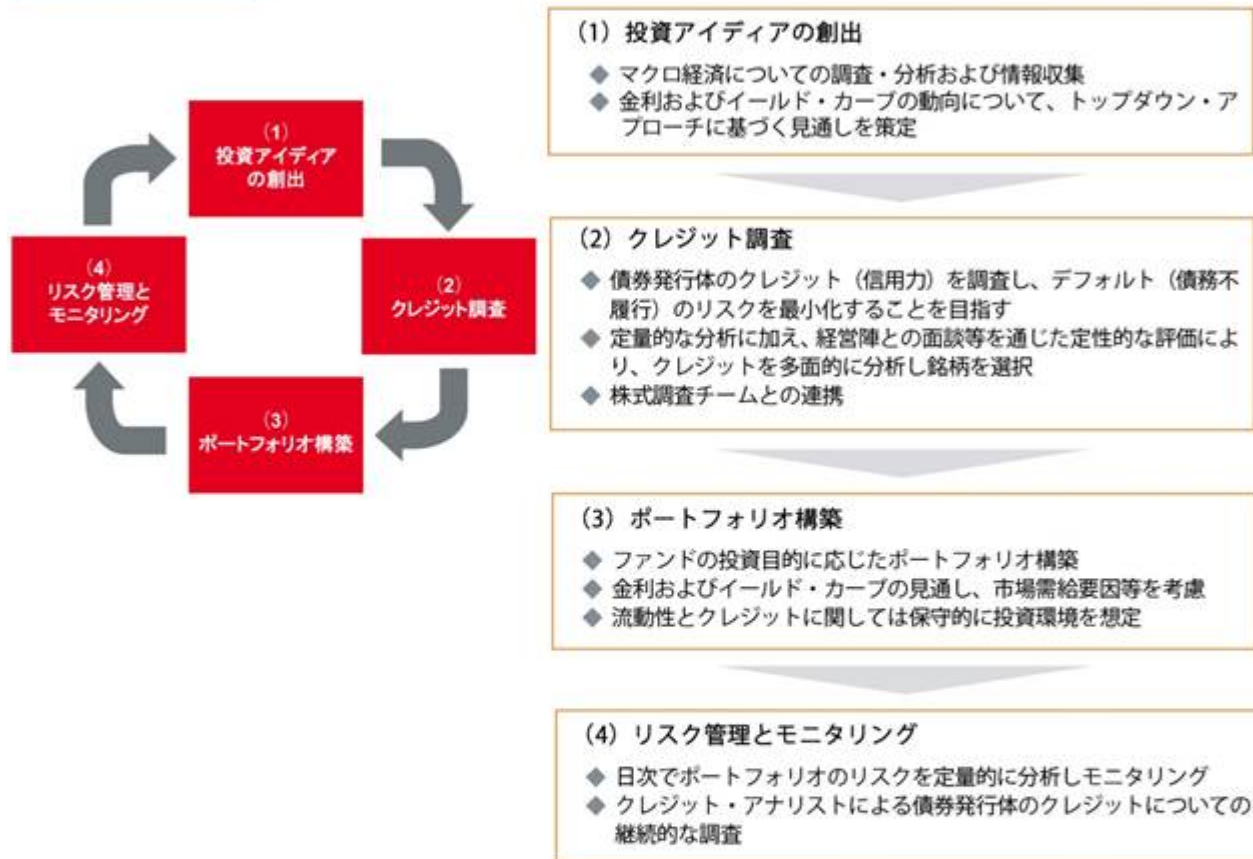 (1)
投資アイディア
の創出
(2)
クレジット調査
(3)
ポートフォリオ構築
(4)
リスク管理と
モニタリング
(1) 投資アイディアの創出
◆ マクロ経済についての調査・分析および情報収集
◆ 金利およびイールド・カーブの動向について、トップダウン・ア
プローチに基づく見通しを策定
(2) クレジット調査
◆ 債券発行体のクレジット（信用力）を調査し、デフォルト（債務不
履行）のリスクを最小化することを目指す
◆ 定量的な分析に加え、経営陣との面談等を通じた定性的な評価によ
り、クレジットを多面的に分析し銘柄を選択
◆ 株式調査チームとの連携
(3) ポートフォリオ構築
◆ ファンドの投資目的に応じたポートフォリオ構築
◆ 金利およびイールド・カーブの見通し、市場需給要因等を考慮
◆ 流動性とクレジットに関しては保守的に投資環境を想定
(4) リスク管理とモニタリング
◆ 日次でポートフォリオのリスクを定量的に分析しモニタリング
◆ クレジット・アナリストによる債券発行体のクレジットについての
継続的な調査